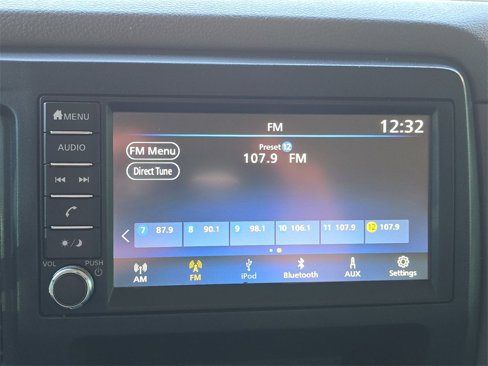 MENU
FM
12:32
AUDIO
FM Menu
Preset 12
107.9 FM
Direct Tune
7 87.9 8 90.1 9 98.1 10 106.1 11 107.9 12 107.9
VOL PUSH
AM FM iPod Bluetooth AUX Settings